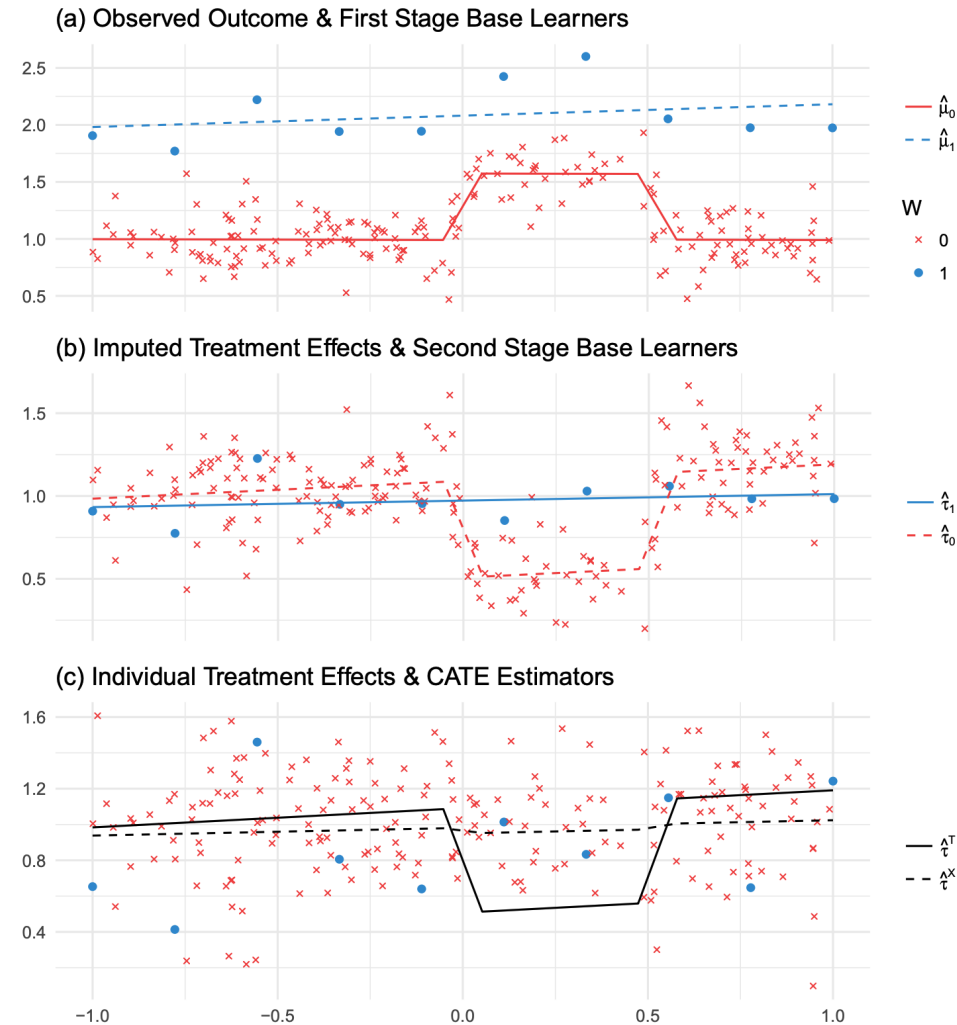 (a) Observed Outcome & First Stage Base Learners
2.5
2.0
1.5
1.0
0.5
μ̂₀
μ̂₁
W
0
1
(b) Imputed Treatment Effects & Second Stage Base Learners
1.5
1.0
0.5
τ̂₁
τ̂₀
(c) Individual Treatment Effects & CATE Estimators
1.6
1.2
0.8
0.4
τ̂ᵀ
τ̂ˣ
−1.0 −0.5 0.0 0.5 1.0